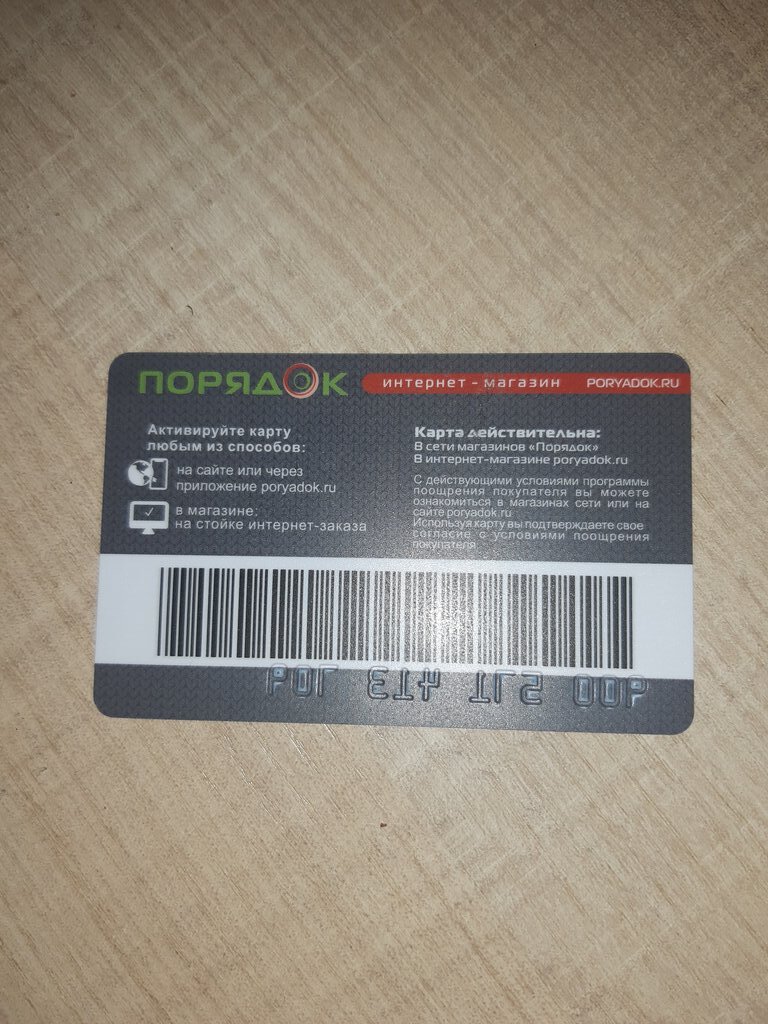 ПОРЯДОК
интернет - магазин PORYADOK.RU
Активируйте карту
любым из способов:
на сайте или через
приложение poryadok.ru
в магазине:
на стойке интернет-заказа
Карта действительна:
В сети магазинов «Порядок»
В интернет-магазине poryadok.ru
С действующими условиями программы
поощрения покупателя вы можете
ознакомиться в магазинах сети или на
сайте poryadok.ru
Используя карту вы подтверждаете свое
согласие с условиями поощрения
покупателя